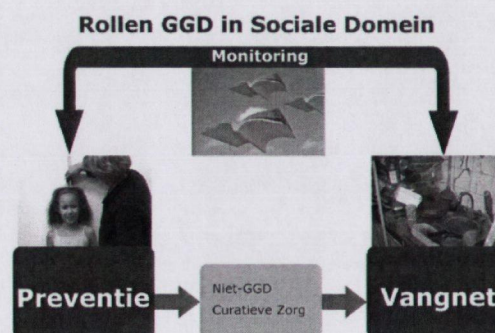 Rollen GGD in Sociale Domein
Monitoring
Preventie
Niet-GGD
Curatieve Zorg
Vangnet